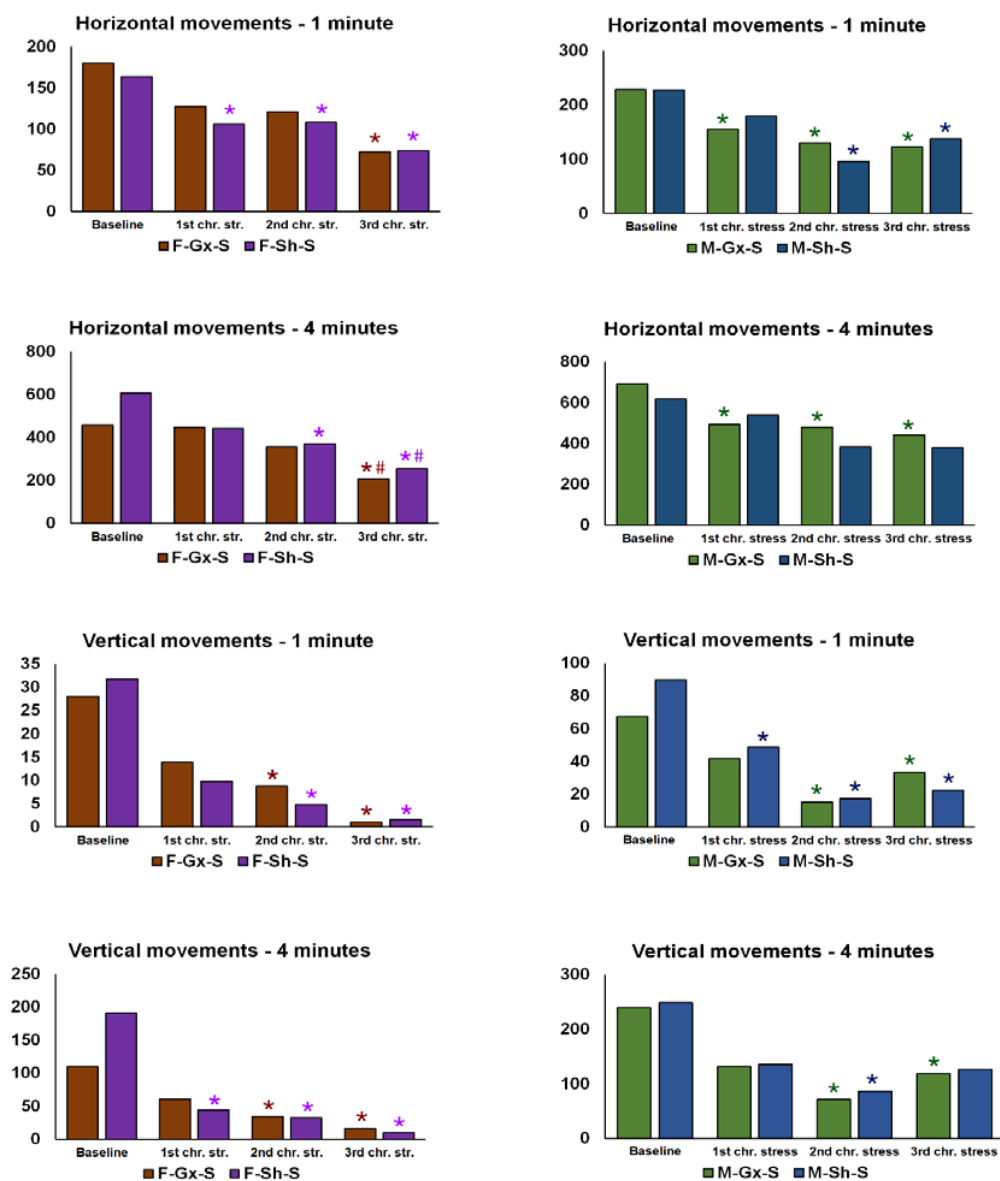 Horizontal movements - 1 minute
200
150
100
50
0
* * * *
Baseline 1st chr. str. 2nd chr. str. 3rd chr. str.
F-Gx-S F-Sh-S
Horizontal movements - 1 minute
300
200
100
0
* * * * *
Baseline 1st chr. stress 2nd chr. stress 3rd chr. stress
M-Gx-S M-Sh-S
Horizontal movements - 4 minutes
800
600
400
200
0
* *# *#
Baseline 1st chr. str. 2nd chr. str. 3rd chr. str.
F-Gx-S F-Sh-S
Horizontal movements - 4 minutes
800
600
400
200
0
* * *
Baseline 1st chr. stress 2nd chr. stress 3rd chr. stress
M-Gx-S M-Sh-S
Vertical movements - 1 minute
35
30
25
20
15
10
5
0
* * * *
Baseline 1st chr. str. 2nd chr. str. 3rd chr. str.
F-Gx-S F-Sh-S
Vertical movements - 1 minute
100
80
60
40
20
0
* * * * *
Baseline 1st chr. stress 2nd chr. stress 3rd chr. stress
M-Gx-S M-Sh-S
Vertical movements - 4 minutes
250
200
150
100
50
0
* * * * *
Baseline 1st chr. str. 2nd chr. str. 3rd chr. str.
F-Gx-S F-Sh-S
Vertical movements - 4 minutes
300
200
100
0
* * *
Baseline 1st chr. stress 2nd chr. stress 3rd chr. stress
M-Gx-S M-Sh-S